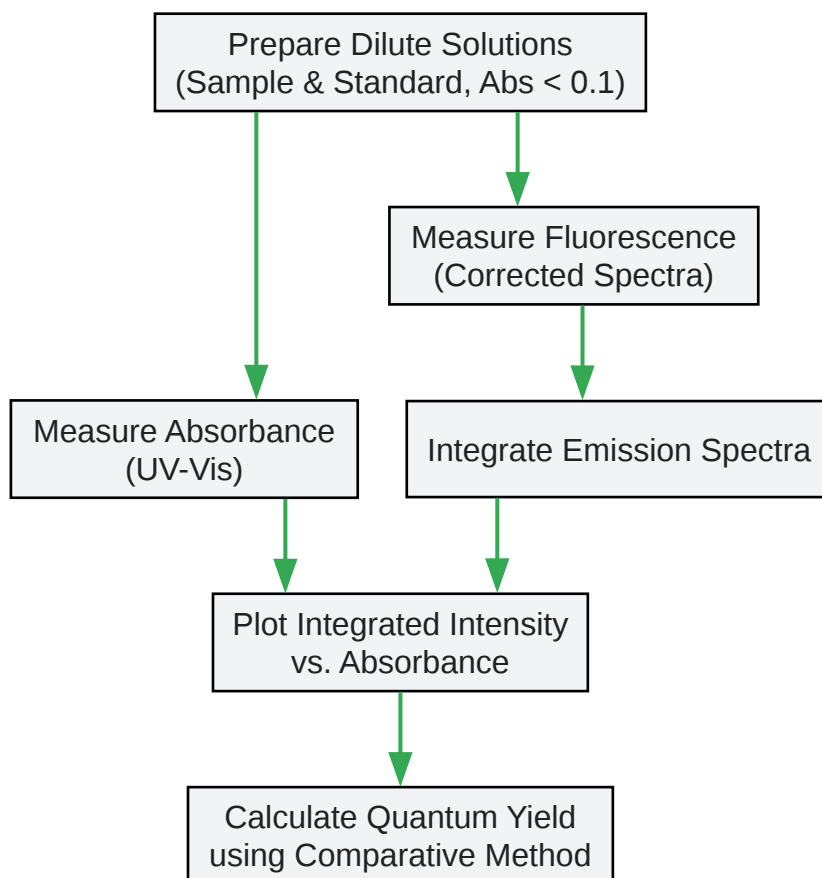 Prepare Dilute Solutions
(Sample & Standard, Abs < 0.1)
Measure Fluorescence
(Corrected Spectra)
Measure Absorbance
(UV-Vis)
Integrate Emission Spectra
Plot Integrated Intensity
vs. Absorbance
Calculate Quantum Yield
using Comparative Method